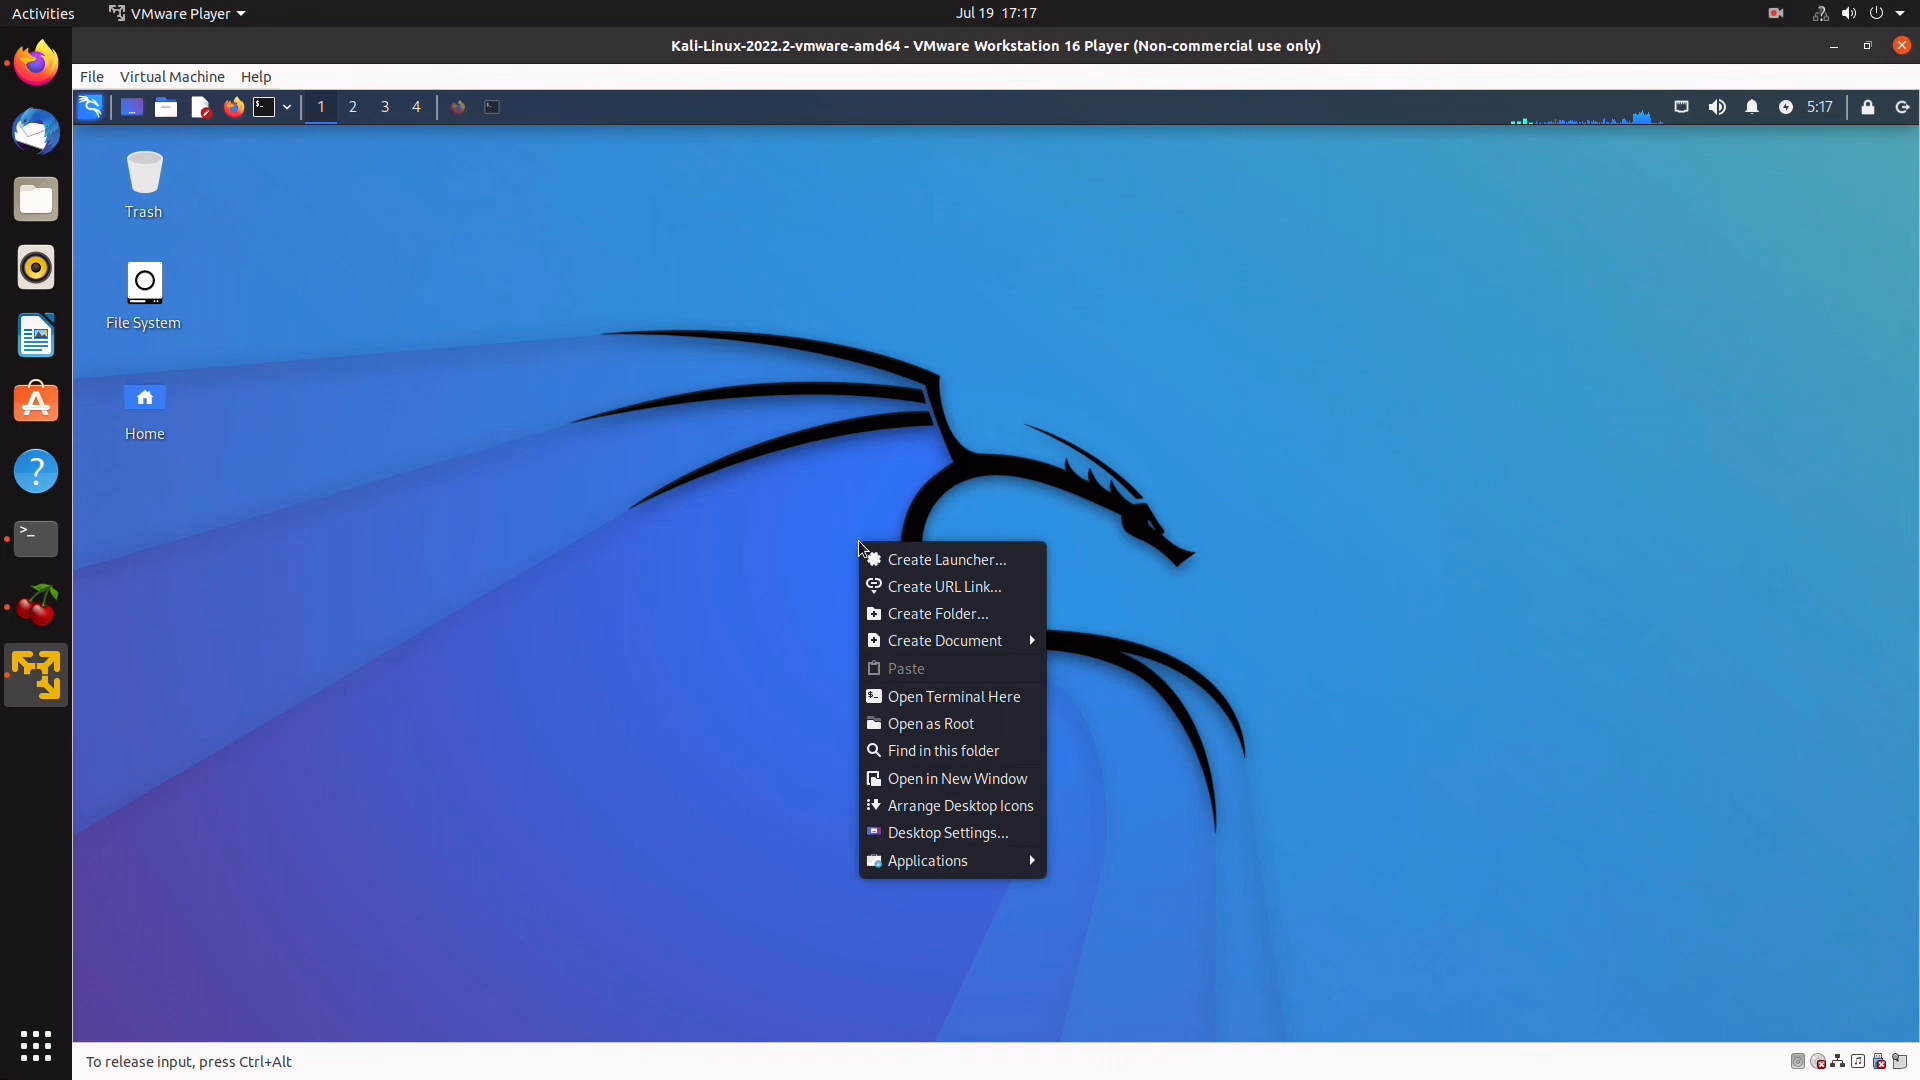 Activities
VMware Player
Jul 19 17:17
Kali-Linux-2022.2-vmware-amd64 - VMware Workstation 16 Player (Non-commercial use only)
File Virtual Machine Help
1 2 3 4
5:17
Trash
File System
Home
Create Launcher...
Create URL Link...
Create Folder...
Create Document
Paste
Open Terminal Here
Open as Root
Find in this folder
Open in New Window
Arrange Desktop Icons
Desktop Settings...
Applications
To release input, press Ctrl+Alt